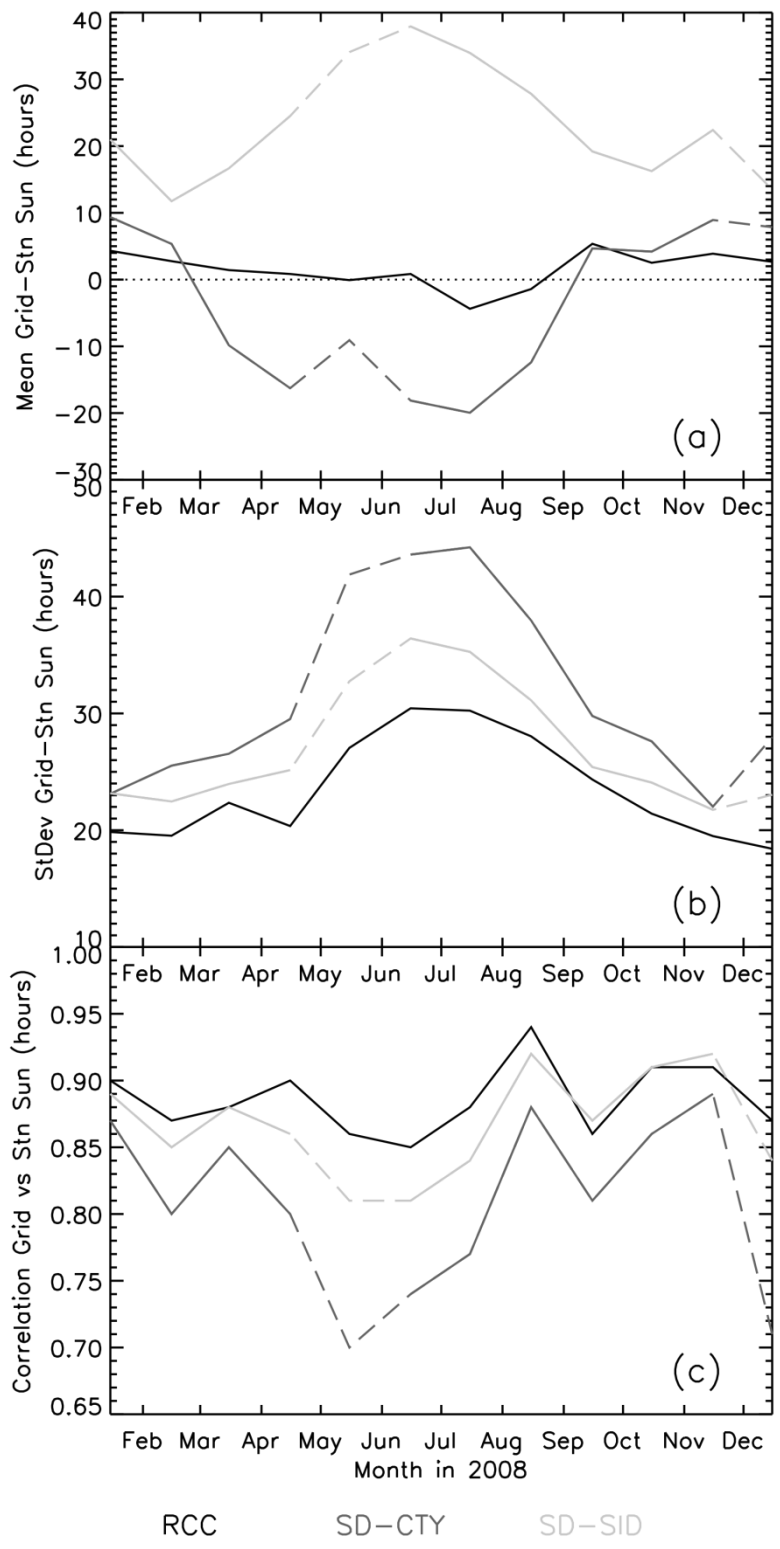 40
30
20
10
0
−10
−20
−30
Mean Grid−Stn Sun (hours)
(a)
Feb Mar Apr May Jun Jul Aug Sep Oct Nov Dec
50
40
30
20
10
StDev Grid−Stn Sun (hours)
(b)
Feb Mar Apr May Jun Jul Aug Sep Oct Nov Dec
1.00
0.95
0.90
0.85
0.80
0.75
0.70
0.65
Correlation Grid vs Stn Sun (hours)
(c)
Feb Mar Apr May Jun Jul Aug Sep Oct Nov Dec
Month in 2008
RCC SD−CTY SD−SID